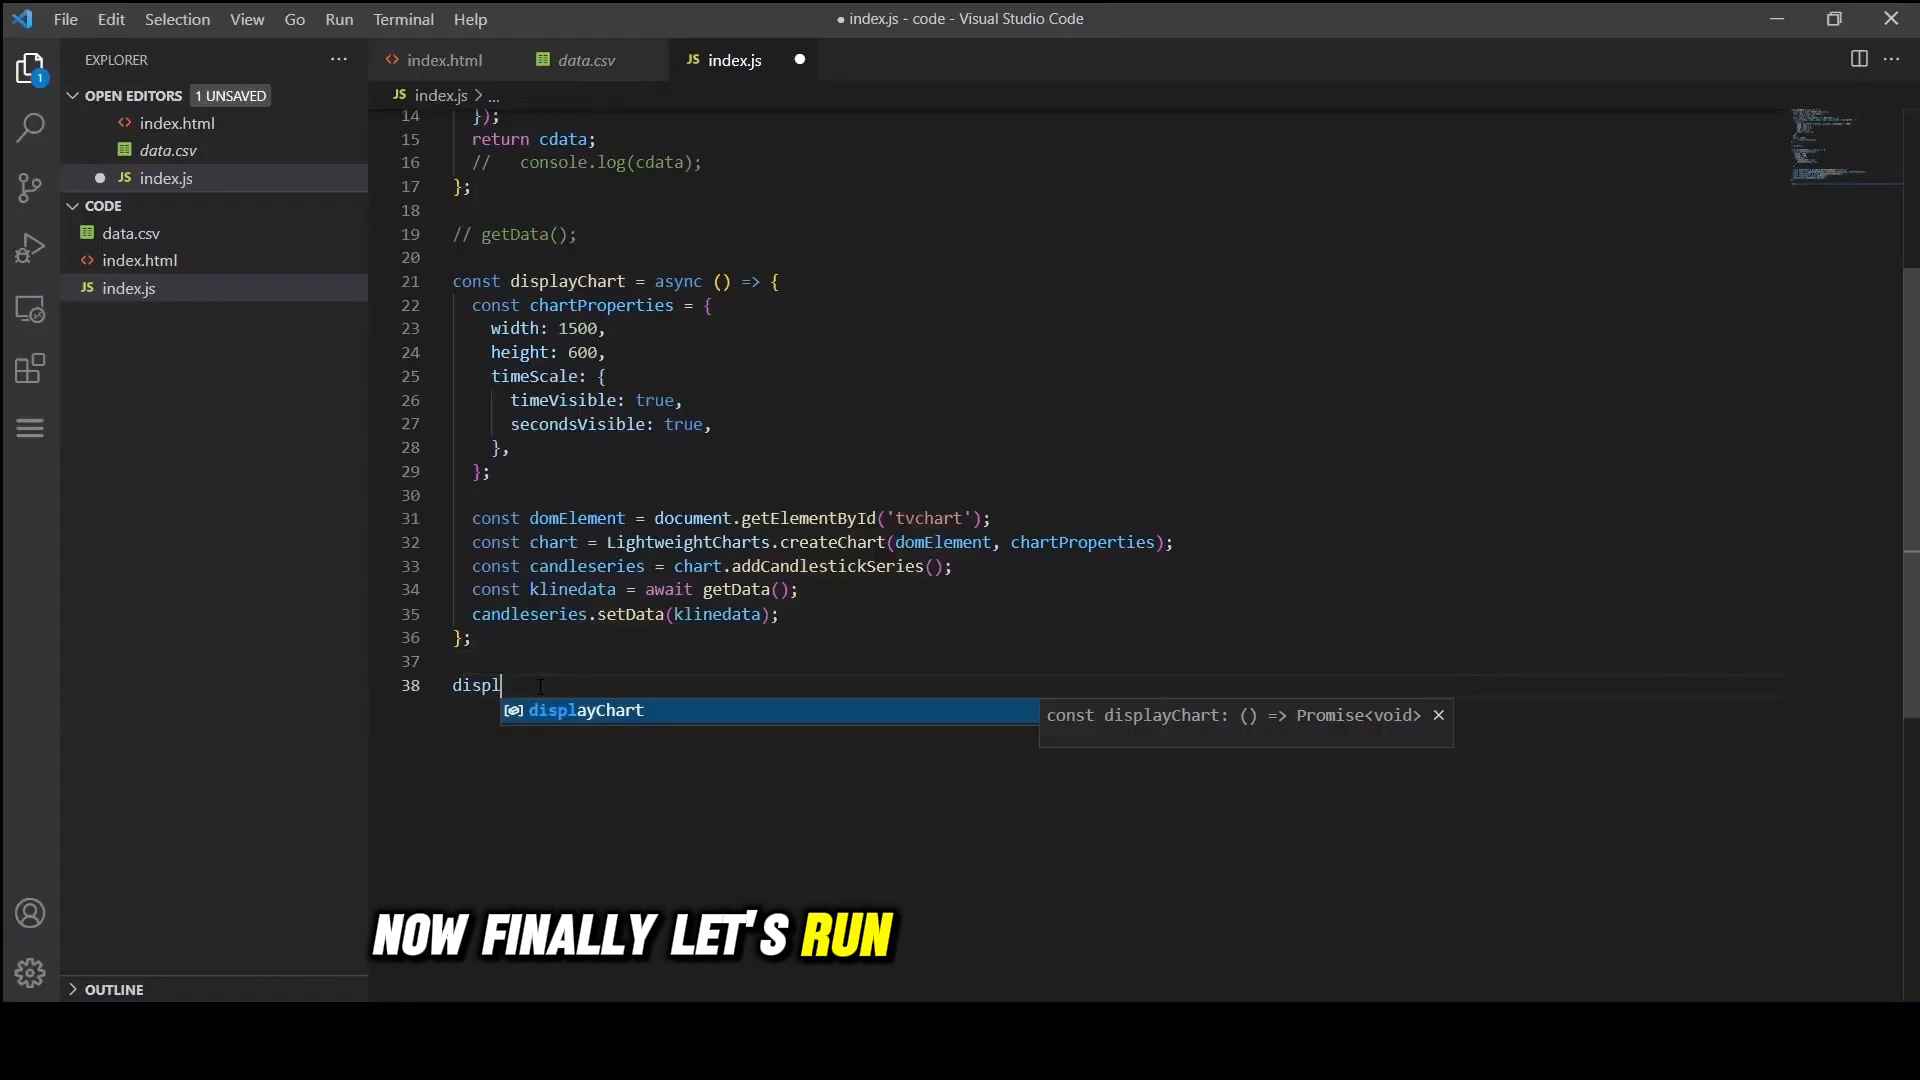 File Edit Selection View Go Run Terminal Help
● index.js - code - Visual Studio Code
EXPLORER
1
OPEN EDITORS 1 UNSAVED
index.html
data.csv
JS index.js
CODE
data.csv
index.html
JS index.js
OUTLINE
index.html data.csv JS index.js
JS index.js > ...
14 });
15 return cdata;
16 // console.log(cdata);
17 };
18
19 // getData();
20
21 const displayChart = async () => {
22 const chartProperties = {
23 width: 1500,
24 height: 600,
25 timeScale: {
26 timeVisible: true,
27 secondsVisible: true,
28 },
29 };
30
31 const domElement = document.getElementById('tvchart');
32 const chart = LightweightCharts.createChart(domElement, chartProperties);
33 const candleseries = chart.addCandlestickSeries();
34 const klinedata = await getData();
35 candleseries.setData(klinedata);
36 };
37
38 displ
displayChart
const displayChart: () => Promise<void>
NOW FINALLY LET'S RUN